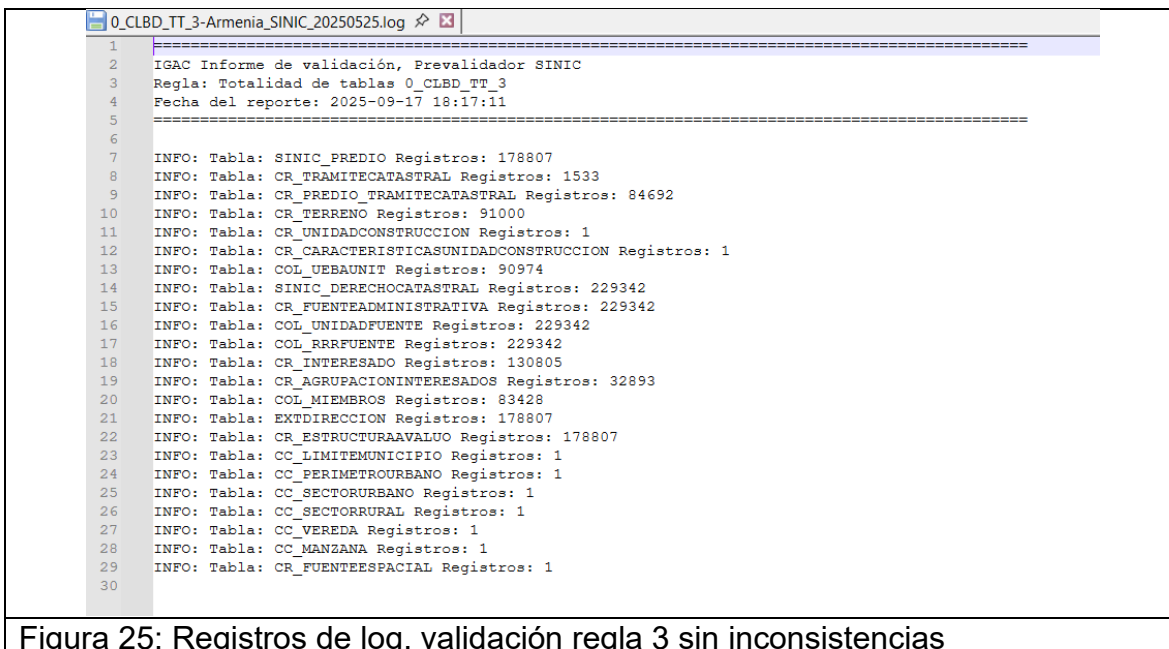 0_CLBD_TT_3-Armenia_SINIC_20250525.log
1 ==============================================================================================
2 IGAC Informe de validación, Prevalidador SINIC
3 Regla: Totalidad de tablas 0_CLBD_TT_3
4 Fecha del reporte: 2025-09-17 18:17:11
5 ==============================================================================================
6
7 INFO: Tabla: SINIC_PREDIO Registros: 178807
8 INFO: Tabla: CR_TRAMITECATASTRAL Registros: 1533
9 INFO: Tabla: CR_PREDIO_TRAMITECATASTRAL Registros: 84692
10 INFO: Tabla: CR_TERRENO Registros: 91000
11 INFO: Tabla: CR_UNIDADCONSTRUCCION Registros: 1
12 INFO: Tabla: CR_CARACTERISTICASUNIDADCONSTRUCCION Registros: 1
13 INFO: Tabla: COL_UEBAUNIT Registros: 90974
14 INFO: Tabla: SINIC_DERECHOCATASTRAL Registros: 229342
15 INFO: Tabla: CR_FUENTEADMINISTRATIVA Registros: 229342
16 INFO: Tabla: COL_UNIDADFUENTE Registros: 229342
17 INFO: Tabla: COL_RRRFUENTE Registros: 229342
18 INFO: Tabla: CR_INTERESADO Registros: 130805
19 INFO: Tabla: CR_AGRUPACIONINTERESADOS Registros: 32893
20 INFO: Tabla: COL_MIEMBROS Registros: 83428
21 INFO: Tabla: EXTDIRECCION Registros: 178807
22 INFO: Tabla: CR_ESTRUCTURAAVALUO Registros: 178807
23 INFO: Tabla: CC_LIMITEMUNICIPIO Registros: 1
24 INFO: Tabla: CC_PERIMETROURBANO Registros: 1
25 INFO: Tabla: CC_SECTORURBANO Registros: 1
26 INFO: Tabla: CC_SECTORRURAL Registros: 1
27 INFO: Tabla: CC_VEREDA Registros: 1
28 INFO: Tabla: CC_MANZANA Registros: 1
29 INFO: Tabla: CR_FUENTEESPACIAL Registros: 1
30
Figura 25: Registros de log, validación regla 3 sin inconsistencias